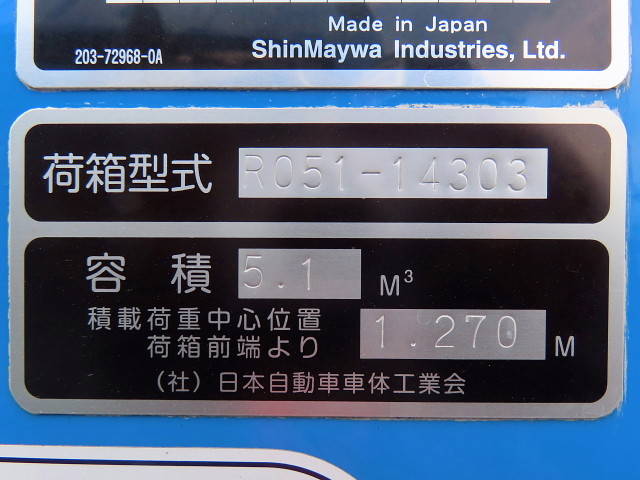 Made in Japan
203-72968-0A ShinMaywa Industries, Ltd.
荷箱型式 R051-14303
容積 5.1 M³
積載荷重中心位置
荷箱前端より 1.270 M
（社）日本自動車車体工業会